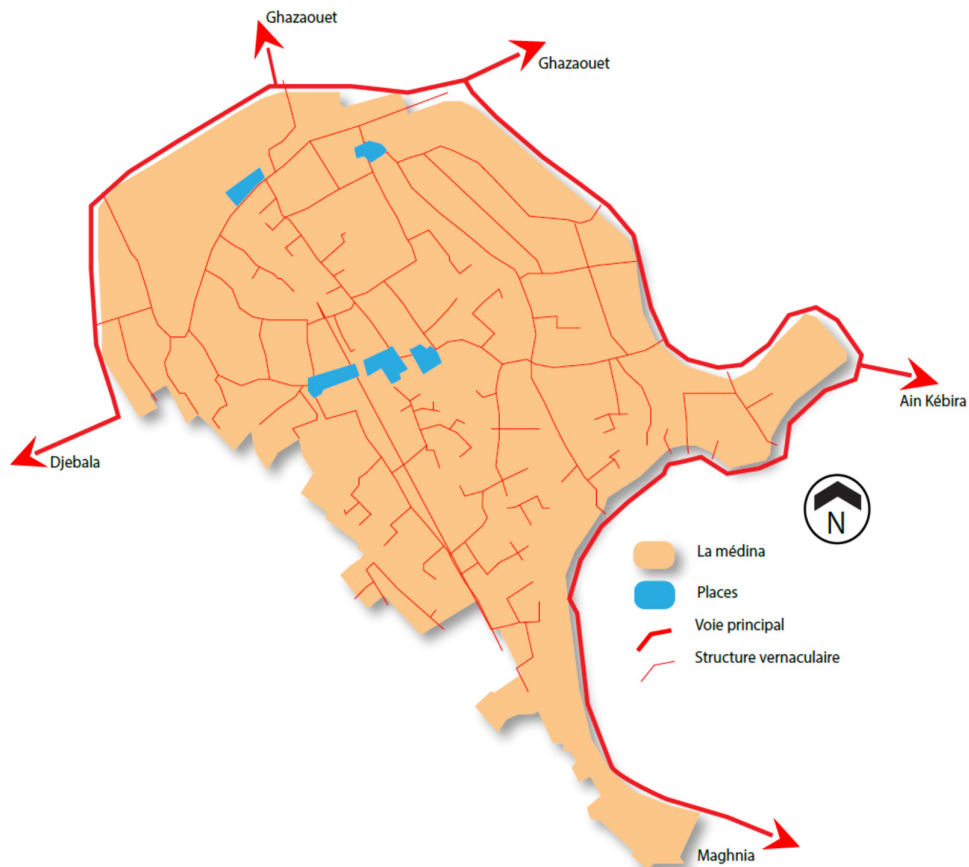 Ghazaouet
Ghazaouet
Ain Kébira
Djebala
N
La médina
Places
Voie principal
Structure vernaculaire
Maghnia